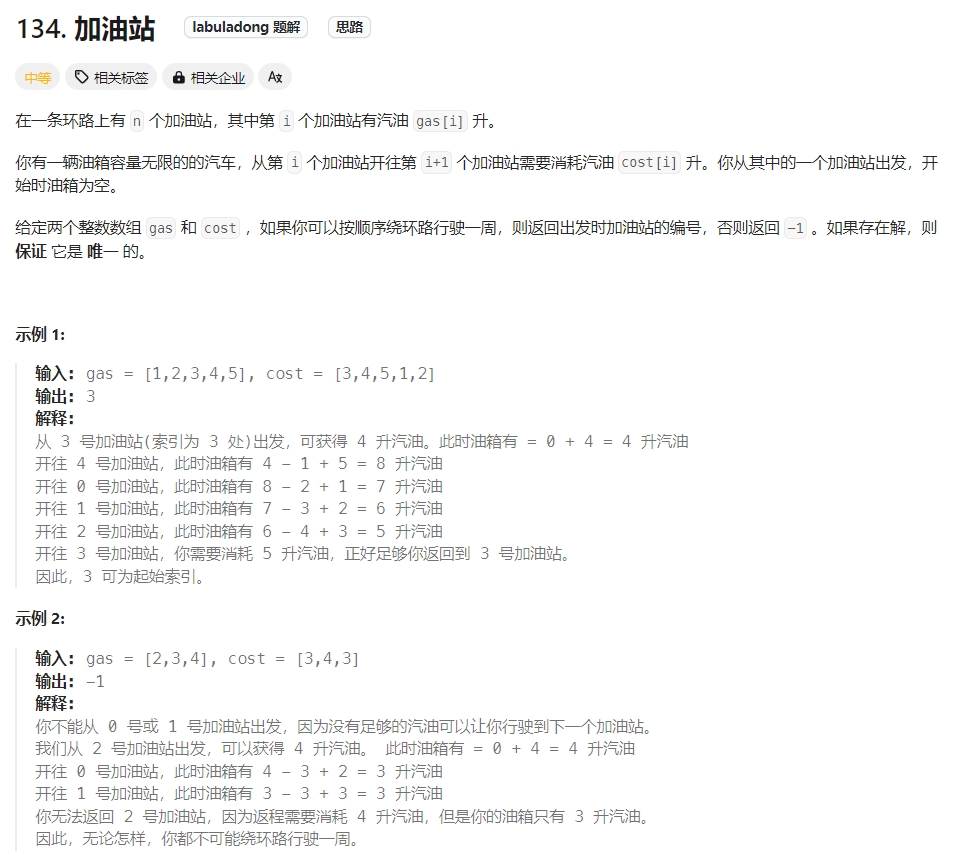 134. 加油站 labuladong 题解 思路
中等 相关标签 相关企业 Aあ
在一条环路上有 n 个加油站，其中第 i 个加油站有汽油 gas[i] 升。
你有一辆油箱容量无限的的汽车，从第 i 个加油站开往第 i+1 个加油站需要消耗汽油 cost[i] 升。你从其中的一个加油站出发，开
始时油箱为空。
给定两个整数数组 gas 和 cost ，如果你可以按顺序绕环路行驶一周，则返回出发时加油站的编号，否则返回 -1 。如果存在解，则
保证 它是 唯一 的。
示例 1:
输入: gas = [1,2,3,4,5], cost = [3,4,5,1,2]
输出: 3
解释:
从 3 号加油站(索引为 3 处)出发，可获得 4 升汽油。此时油箱有 = 0 + 4 = 4 升汽油
开往 4 号加油站，此时油箱有 4 - 1 + 5 = 8 升汽油
开往 0 号加油站，此时油箱有 8 - 2 + 1 = 7 升汽油
开往 1 号加油站，此时油箱有 7 - 3 + 2 = 6 升汽油
开往 2 号加油站，此时油箱有 6 - 4 + 3 = 5 升汽油
开往 3 号加油站，你需要消耗 5 升汽油，正好足够你返回到 3 号加油站。
因此，3 可为起始索引。
示例 2:
输入: gas = [2,3,4], cost = [3,4,3]
输出: -1
解释:
你不能从 0 号或 1 号加油站出发，因为没有足够的汽油可以让你行驶到下一个加油站。
我们从 2 号加油站出发，可以获得 4 升汽油。 此时油箱有 = 0 + 4 = 4 升汽油
开往 0 号加油站，此时油箱有 4 - 3 + 2 = 3 升汽油
开往 1 号加油站，此时油箱有 3 - 3 + 3 = 3 升汽油
你无法返回 2 号加油站，因为返程需要消耗 4 升汽油，但是你的油箱只有 3 升汽油。
因此，无论怎样，你都不可能绕环路行驶一周。